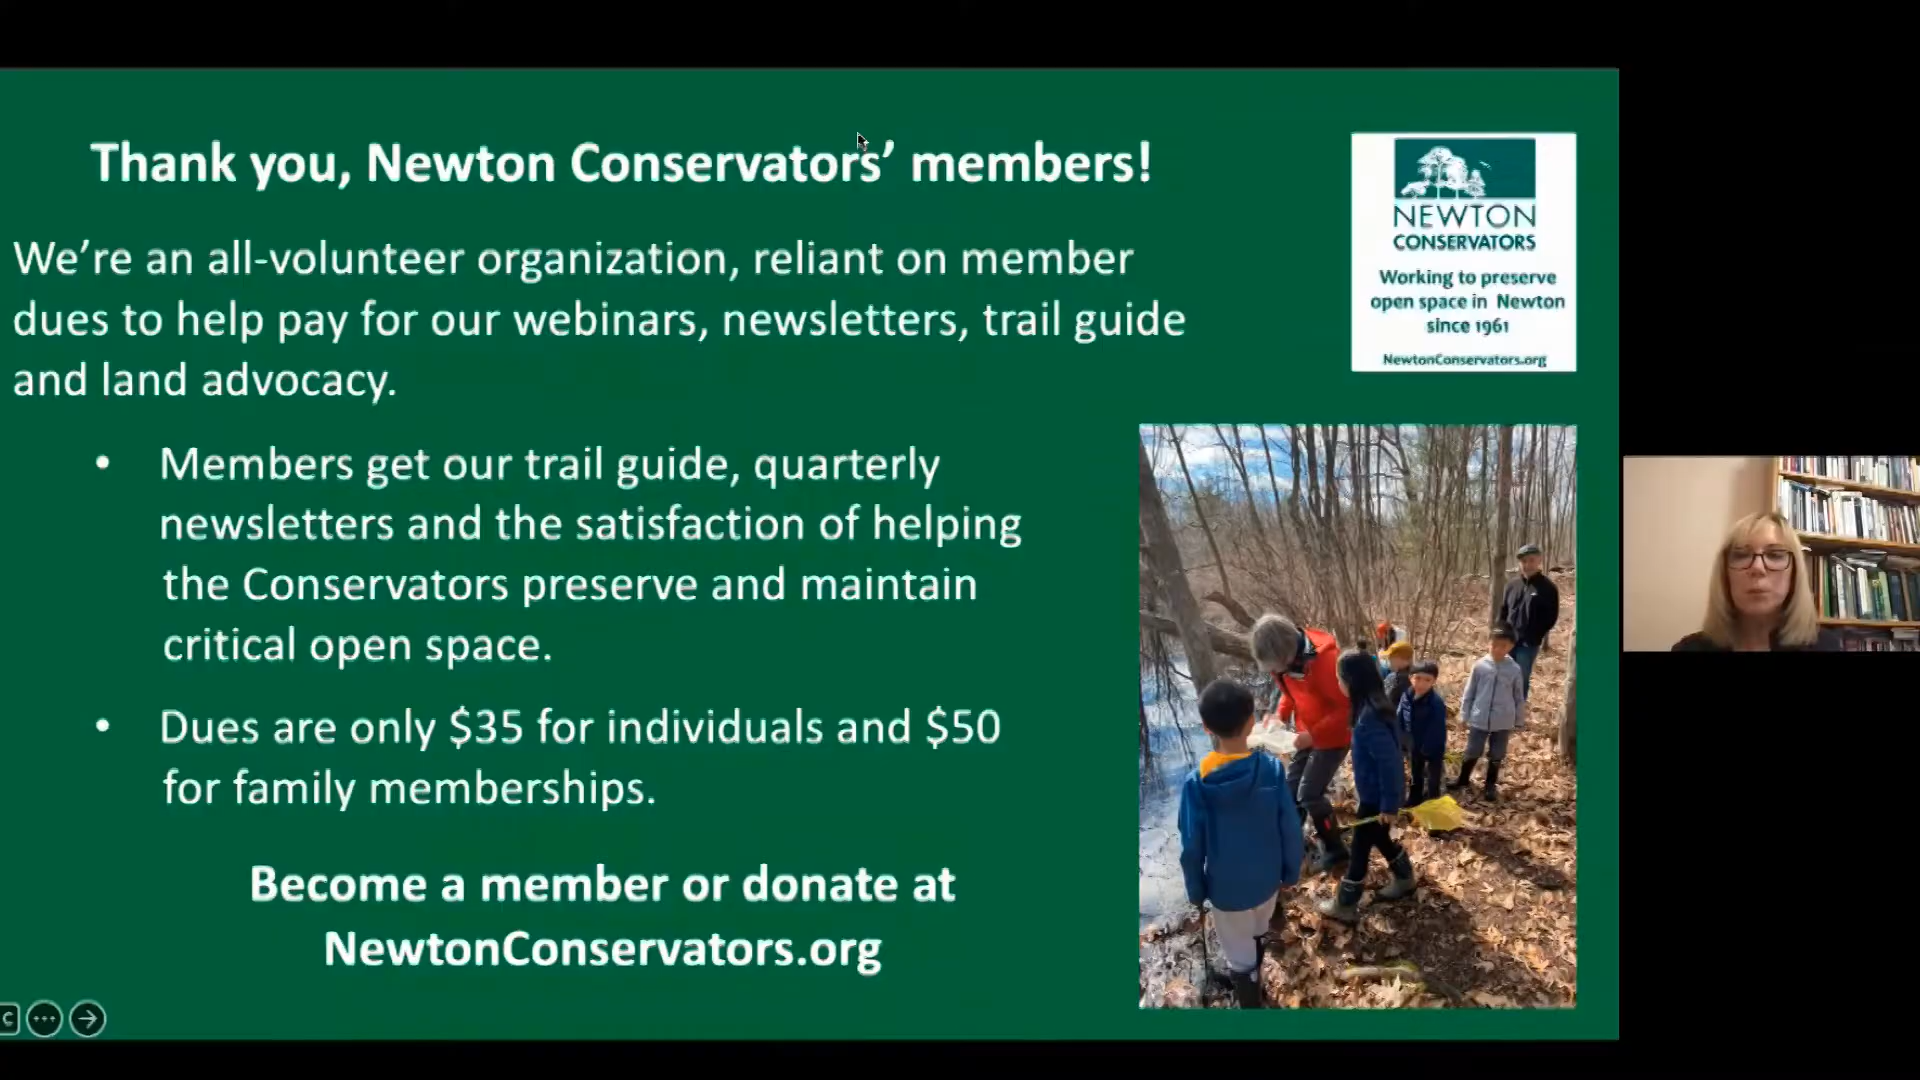 Thank you, Newton Conservators’ members!
We’re an all-volunteer organization, reliant on member
dues to help pay for our webinars, newsletters, trail guide
and land advocacy.
• Members get our trail guide, quarterly
newsletters and the satisfaction of helping
the Conservators preserve and maintain
critical open space.
• Dues are only $35 for individuals and $50
for family memberships.
Become a member or donate at
NewtonConservators.org
NEWTON
CONSERVATORS
Working to preserve
open space in Newton
since 1961
NewtonConservators.org